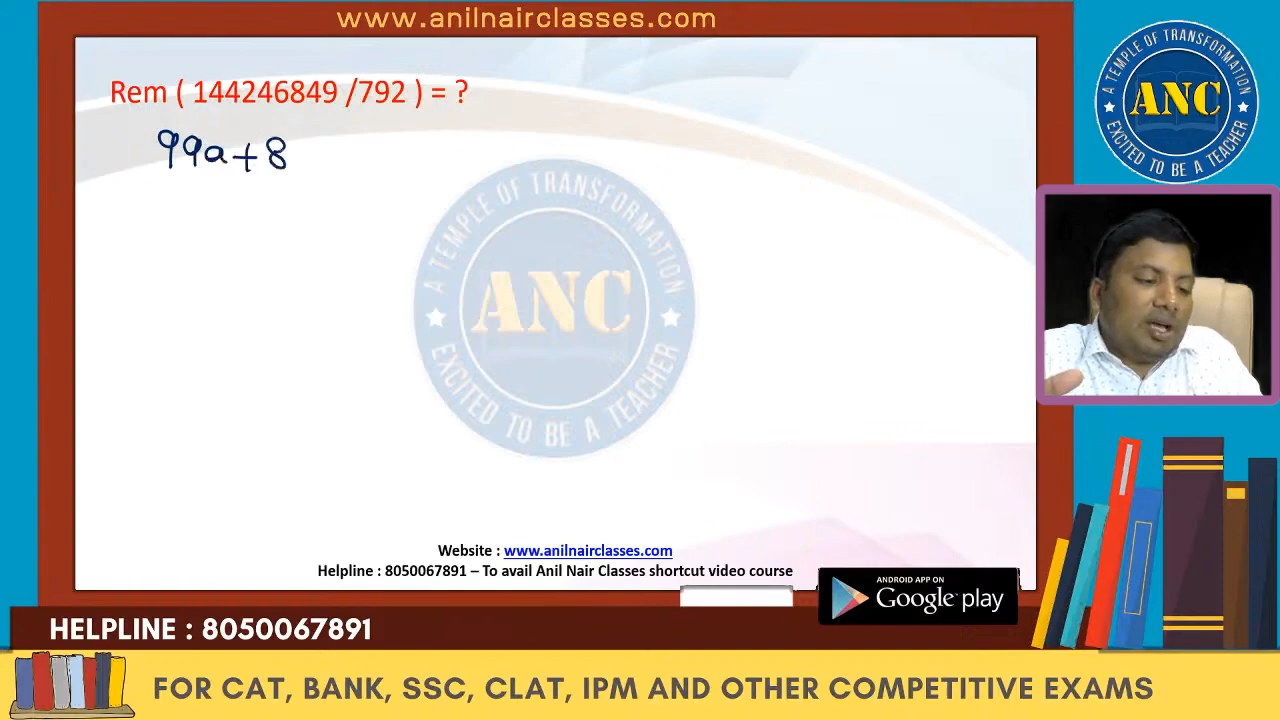 www.anilnairclasses.com
Rem ( 144246849 /792 ) = ?
99a+8
A TEMPLE OF TRANSFORMATION
ANC
EXCITED TO BE A TEACHER
A TEMPLE OF TRANSFORMATION
ANC
EXCITED TO BE A TEACHER
Website : www.anilnairclasses.com
Helpline : 8050067891 – To avail Anil Nair Classes shortcut video course
ANDROID APP ON
Google play
HELPLINE : 8050067891
FOR CAT, BANK, SSC, CLAT, IPM AND OTHER COMPETITIVE EXAMS